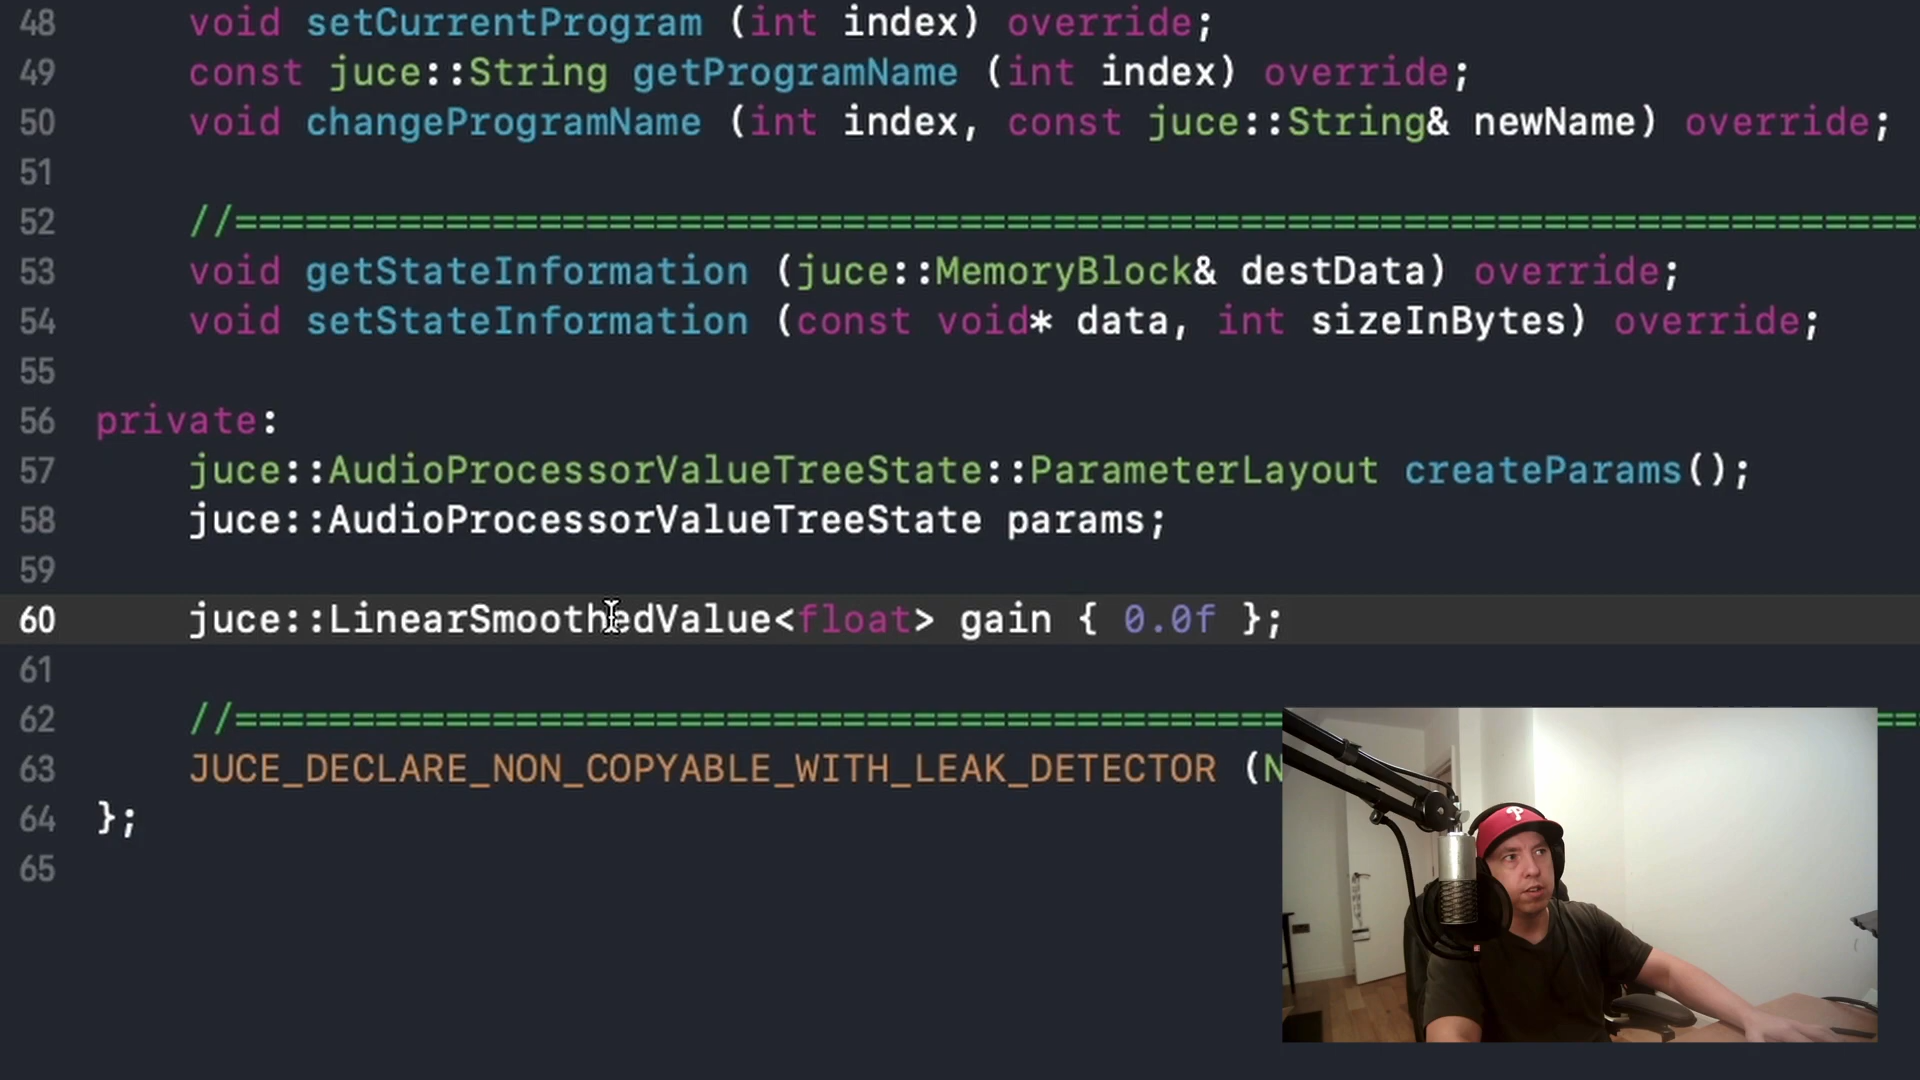 48 void setCurrentProgram (int index) override;
49 const juce::String getProgramName (int index) override;
50 void changeProgramName (int index, const juce::String& newName) override;
51
52 //==============================================================================
53 void getStateInformation (juce::MemoryBlock& destData) override;
54 void setStateInformation (const void* data, int sizeInBytes) override;
55
56 private:
57 juce::AudioProcessorValueTreeState::ParameterLayout createParams();
58 juce::AudioProcessorValueTreeState params;
59
60 juce::LinearSmoothedValue<float> gain { 0.0f };
61
62 //==============================================================================
63 JUCE_DECLARE_NON_COPYABLE_WITH_LEAK_DETECTOR (N
64 };
65
P